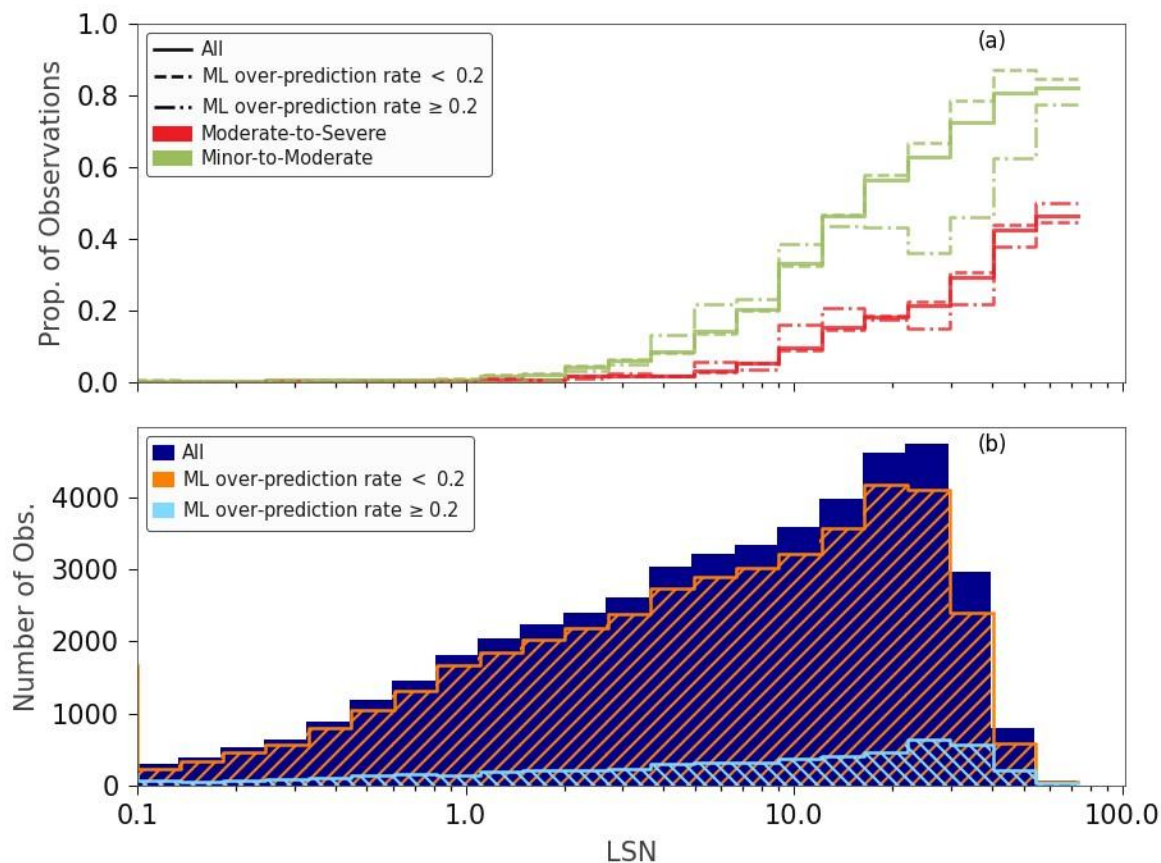 Prop. of Observations
1.0
0.8
0.6
0.4
0.2
0.0
(a)
All
ML over-prediction rate < 0.2
ML over-prediction rate ≥ 0.2
Moderate-to-Severe
Minor-to-Moderate
Number of Obs.
4000
3000
2000
1000
0
(b)
All
ML over-prediction rate < 0.2
ML over-prediction rate ≥ 0.2
0.1 1.0 10.0 100.0
LSN